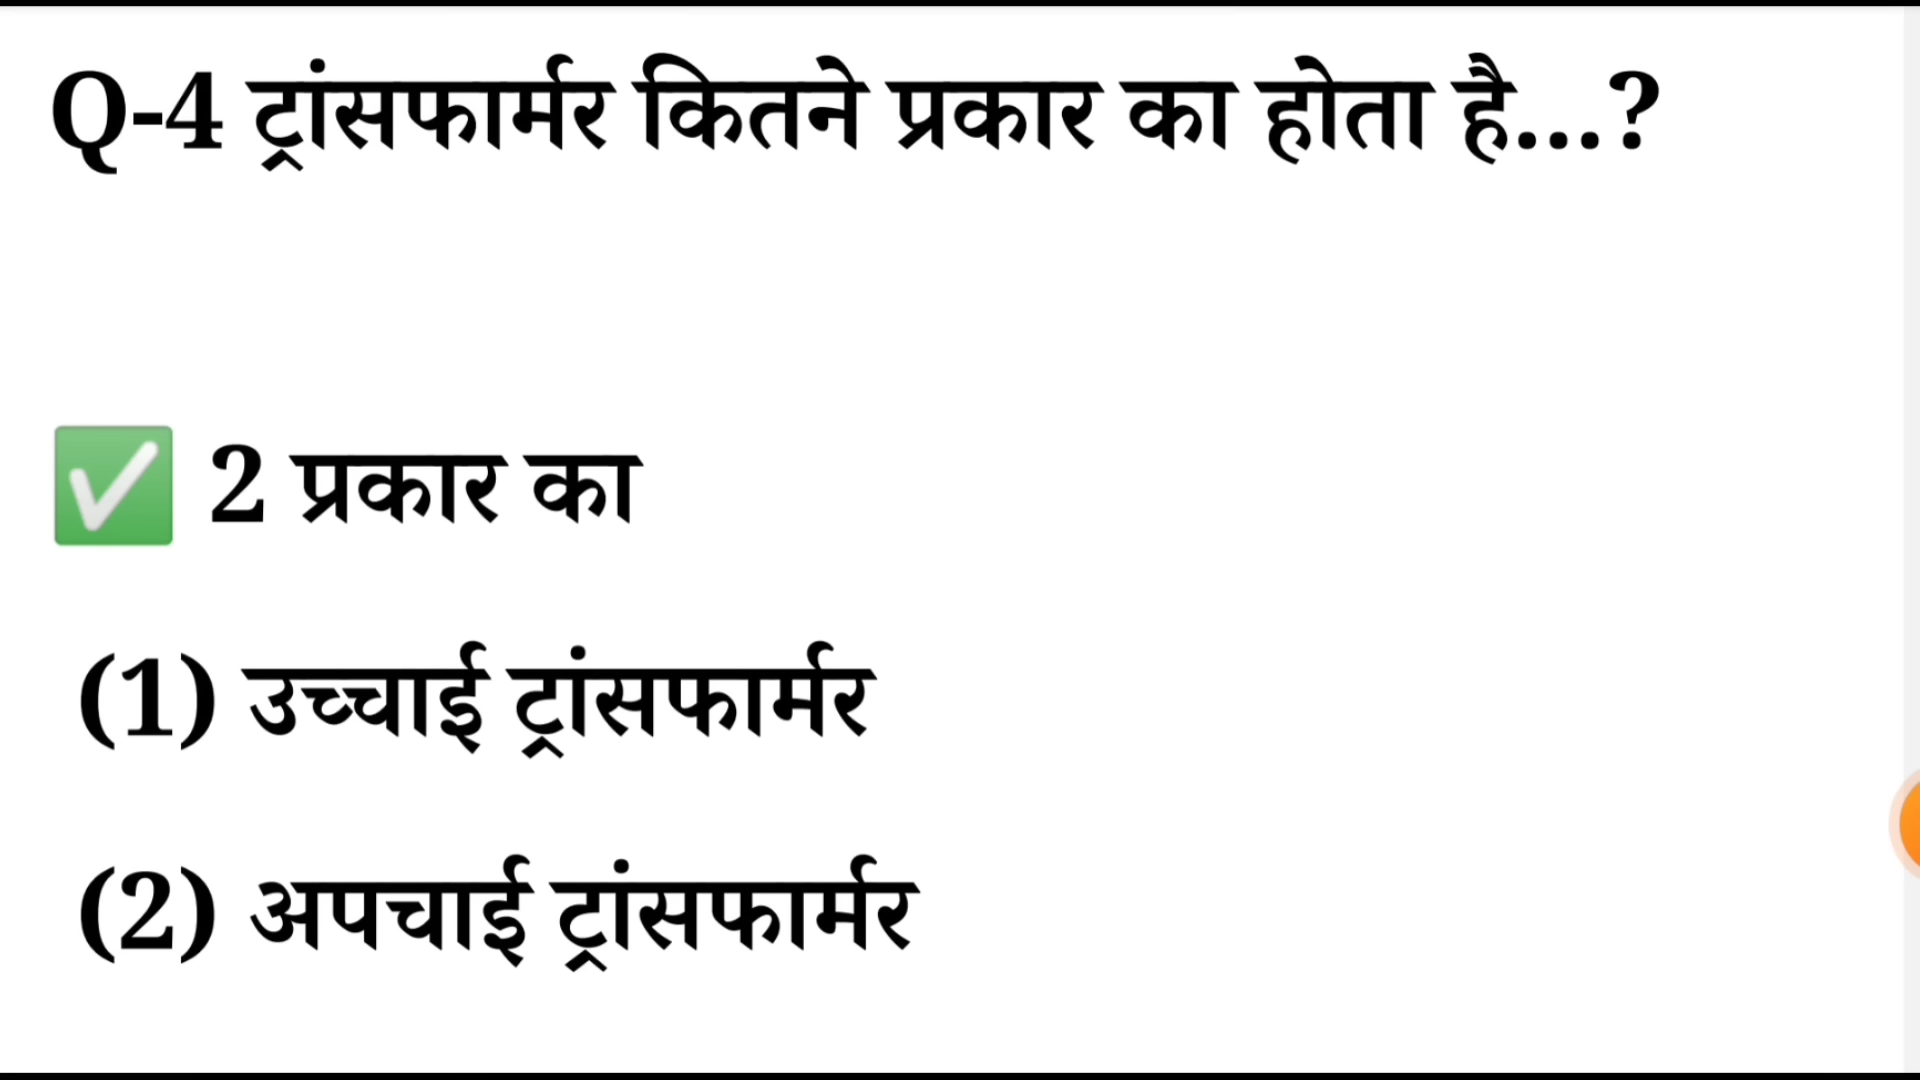 Q-4 ट्रांसफार्मर कितने प्रकार का होता है...?
✅ 2 प्रकार का
(1) उच्चाई ट्रांसफार्मर
(2) अपचाई ट्रांसफार्मर